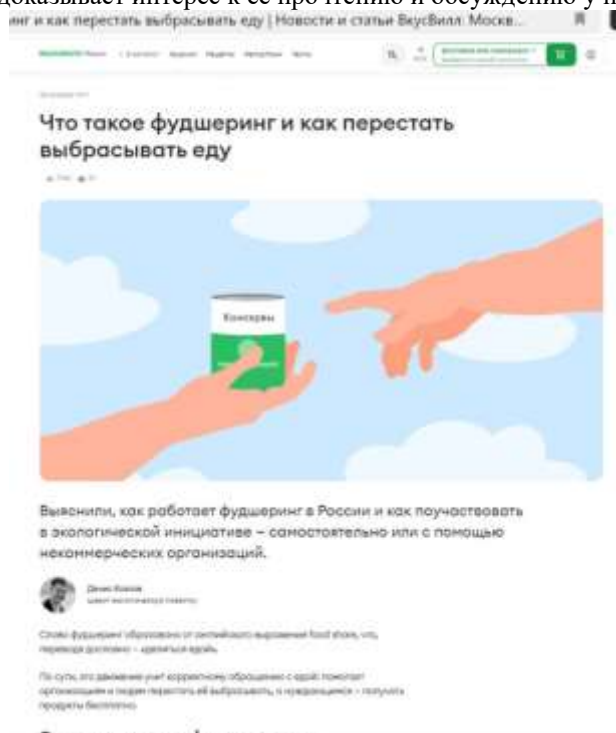 доказывает интерес к ее прочтению и обсуждению у
инг и как перестать выбрасывать еду | Новости и статьи ВкусВилл: Москв...
Что такое фудшеринг и как перестать
выбрасывать еду
Консервы
Выяснили, как работает фудшеринг в России и как поучаствовать
в экологической инициативе – самостоятельно или с помощью
некоммерческих организаций.
Слово фудшеринг образовано от английского выражения food share, что,
переводя дословно – «делиться едой».
По сути, это движение учит корректному обращению с едой: помогает
организациям и людям перестать её выбрасывать, а нуждающимся – получать
продукты бесплатно.